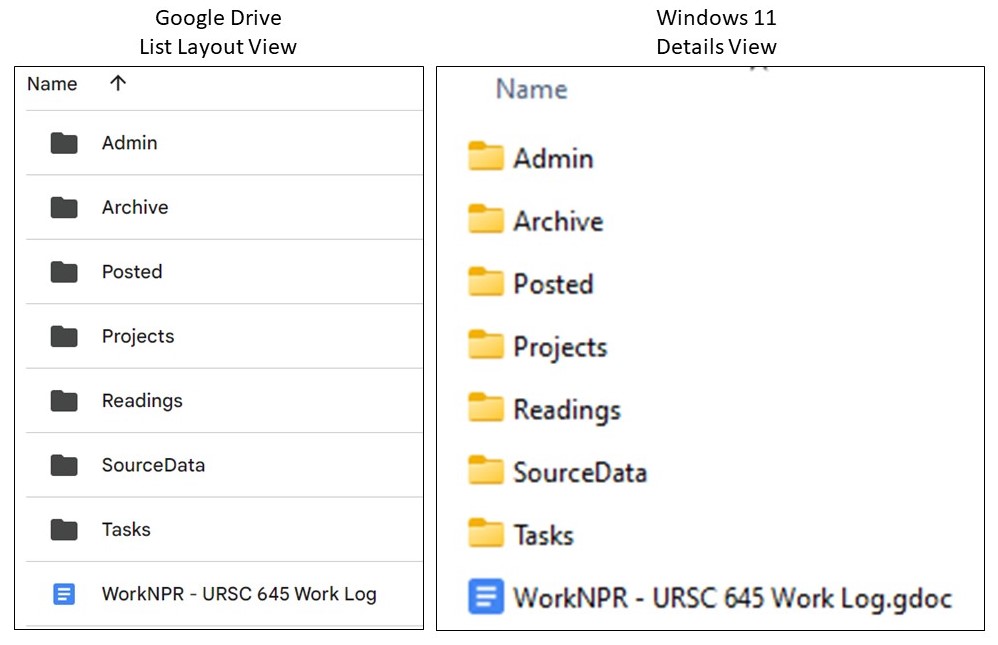 Google Drive
List Layout View
Name
Admin
Archive
Posted
Projects
Readings
SourceData
Tasks
WorkNPR - URSC 645 Work Log
Windows 11
Details View
Name
Admin
Archive
Posted
Projects
Readings
SourceData
Tasks
WorkNPR - URSC 645 Work Log.gdoc